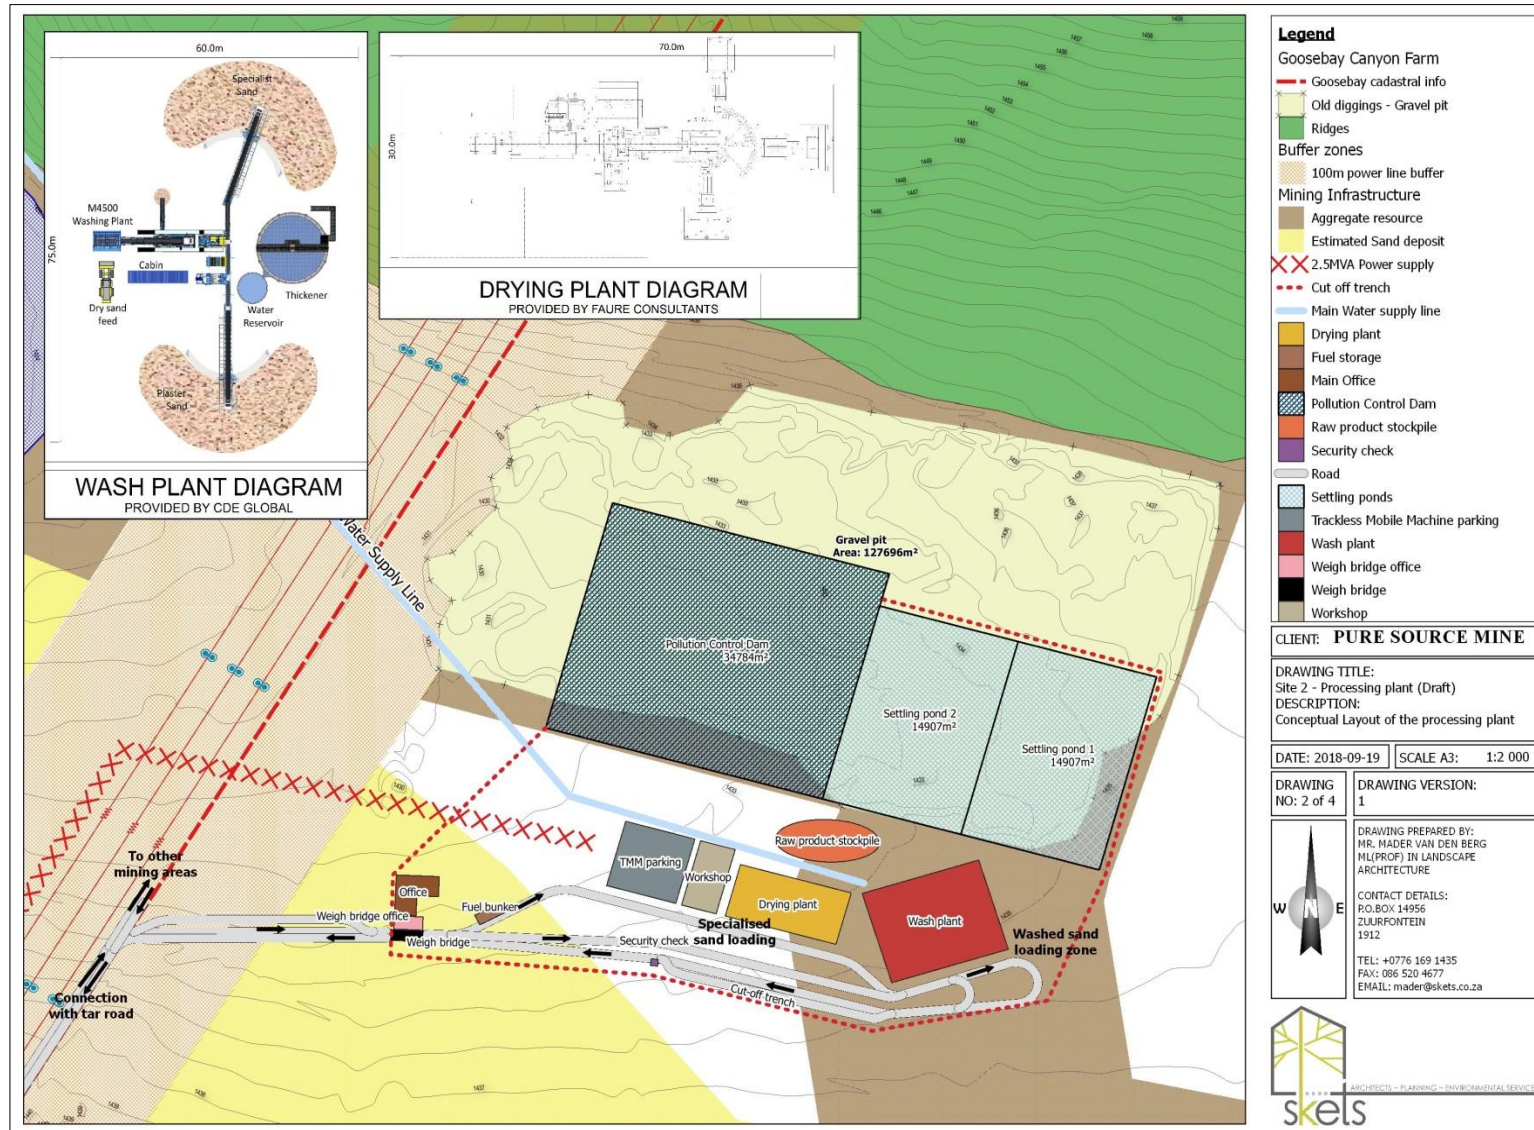 60.0m
75.0m
Specialist
Sand
M4500
Washing Plant
Cabin
Dry sand
feed
Water
Reservoir
Thickener
Plaster
Sand
WASH PLANT DIAGRAM
PROVIDED BY CDE GLOBAL
70.0m
30.0m
DRYING PLANT DIAGRAM
PROVIDED BY FAURE CONSULTANTS
Water Supply Line
Gravel pit
Area: 127696m²
Pollution Control Dam
34784m²
Settling pond 2
14907m²
Settling pond 1
14907m²
Raw product stockpile
TMM parking
Workshop
Drying plant
Wash plant
Specialised
sand loading
Washed sand
loading zone
To other
mining areas
Office
Weigh bridge office
Fuel bunker
Weigh bridge
Security check
Cut-off trench
Connection
with tar road
1437
1433
Legend
Goosebay Canyon Farm
Goosebay cadastral info
Old diggings - Gravel pit
Ridges
Buffer zones
100m power line buffer
Mining Infrastructure
Aggregate resource
Estimated Sand deposit
2.5MVA Power supply
Cut off trench
Main Water supply line
Drying plant
Fuel storage
Main Office
Pollution Control Dam
Raw product stockpile
Security check
Road
Settling ponds
Trackless Mobile Machine parking
Wash plant
Weigh bridge office
Weigh bridge
Workshop
CLIENT: PURE SOURCE MINE
DRAWING TITLE:
Site 2 - Processing plant (Draft)
DESCRIPTION:
Conceptual Layout of the processing plant
DATE: 2018-09-19
SCALE A3: 1:2 000
DRAWING
NO: 2 of 4
DRAWING VERSION:
1
W N E
DRAWING PREPARED BY:
MR. MADER VAN DEN BERG
ML(PROF) IN LANDSCAPE
ARCHITECTURE
CONTACT DETAILS:
P.O.BOX 14956
ZUURFONTEIN
1912
TEL: +0776 169 1435
FAX: 086 520 4677
EMAIL: mader@skets.co.za
ARCHITECTS ~ PLANNING ~ ENVIRONMENTAL SERVICE
skets